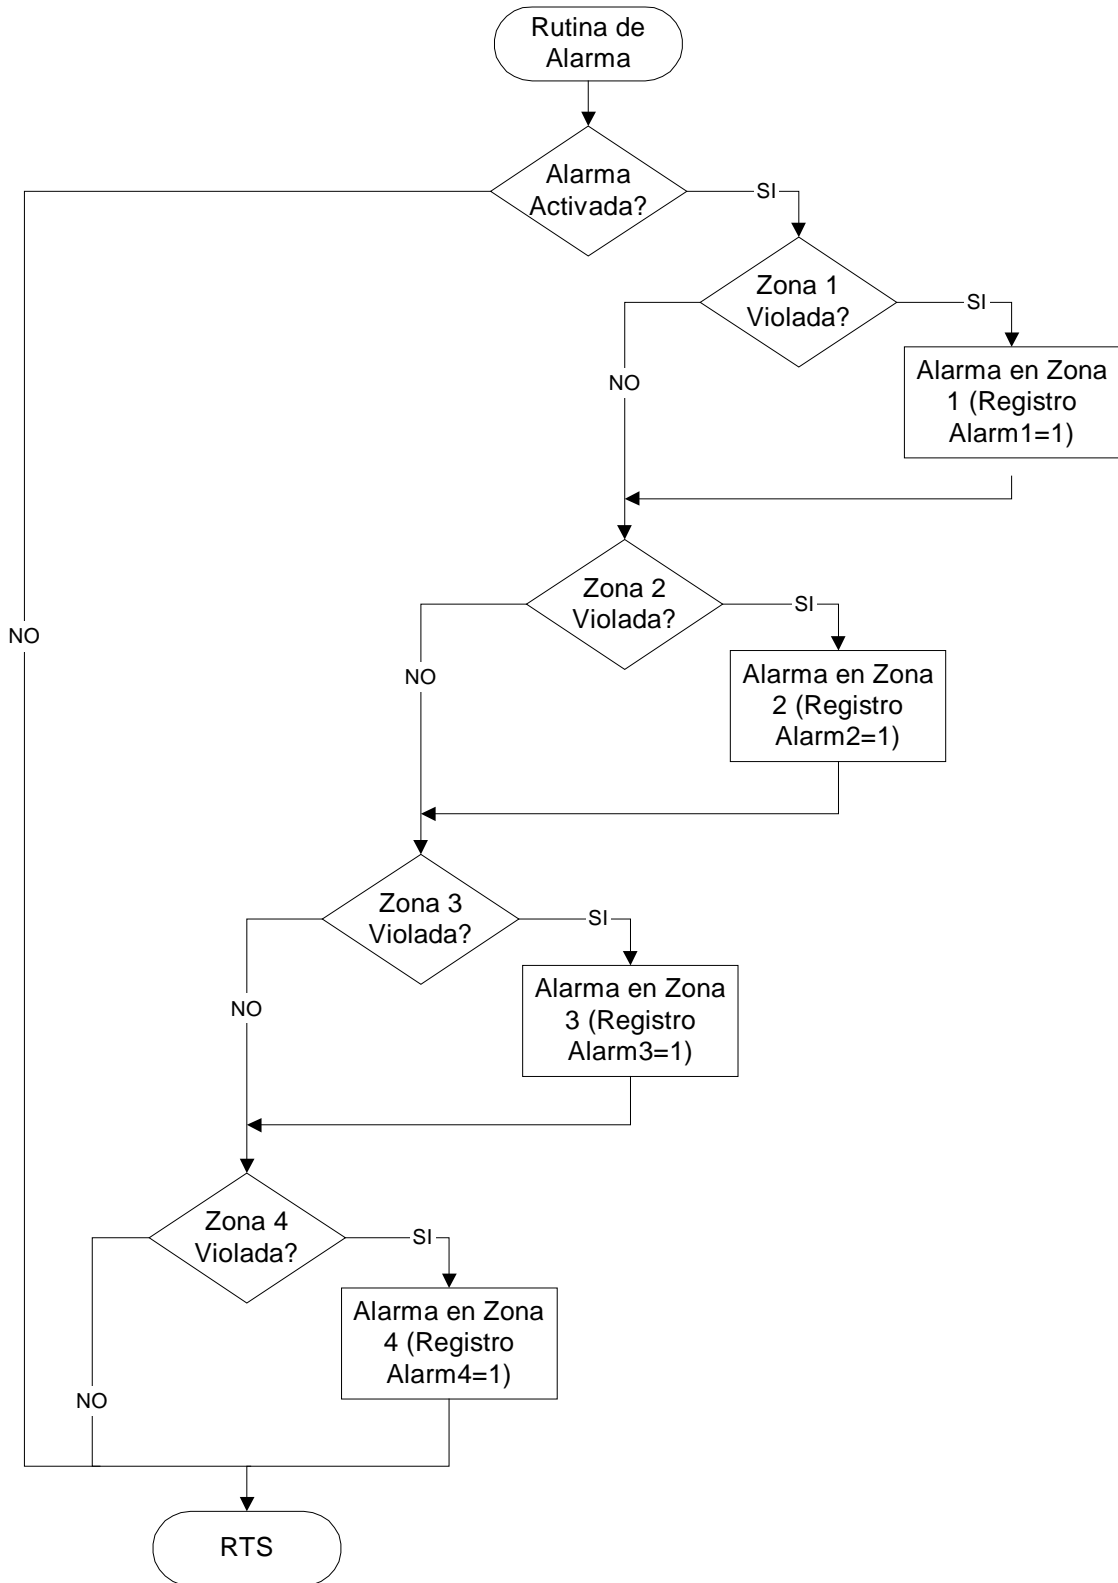 Rutina de
Alarma
Alarma
Activada?
SI
Zona 1
Violada?
SI
NO
Alarma en Zona
1 (Registro
Alarm1=1)
Zona 2
Violada?
SI
NO
NO
Alarma en Zona
2 (Registro
Alarm2=1)
Zona 3
Violada?
SI
NO
Alarma en Zona
3 (Registro
Alarm3=1)
Zona 4
Violada?
SI
Alarma en Zona
4 (Registro
Alarm4=1)
NO
RTS